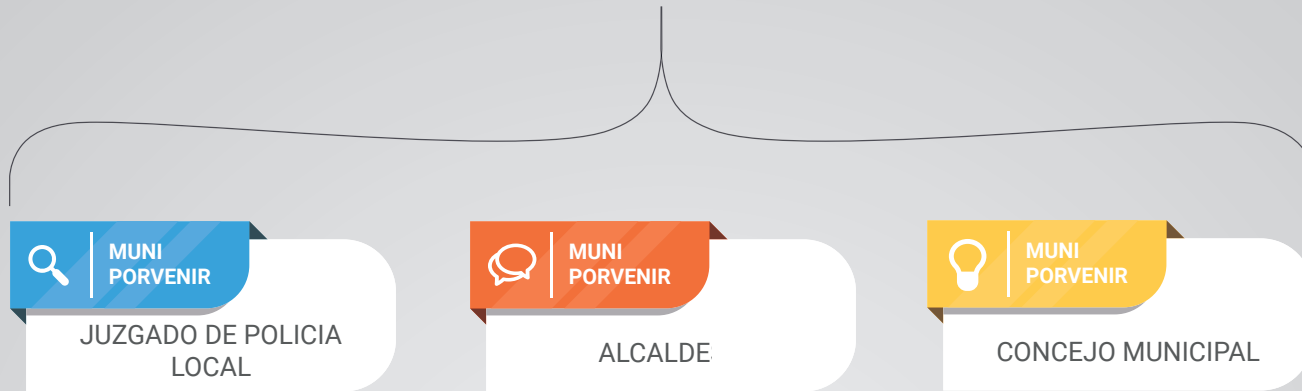 MUNI
PORVENIR
JUZGADO DE POLICIA
LOCAL
MUNI
PORVENIR
ALCALDE
MUNI
PORVENIR
CONCEJO MUNICIPAL